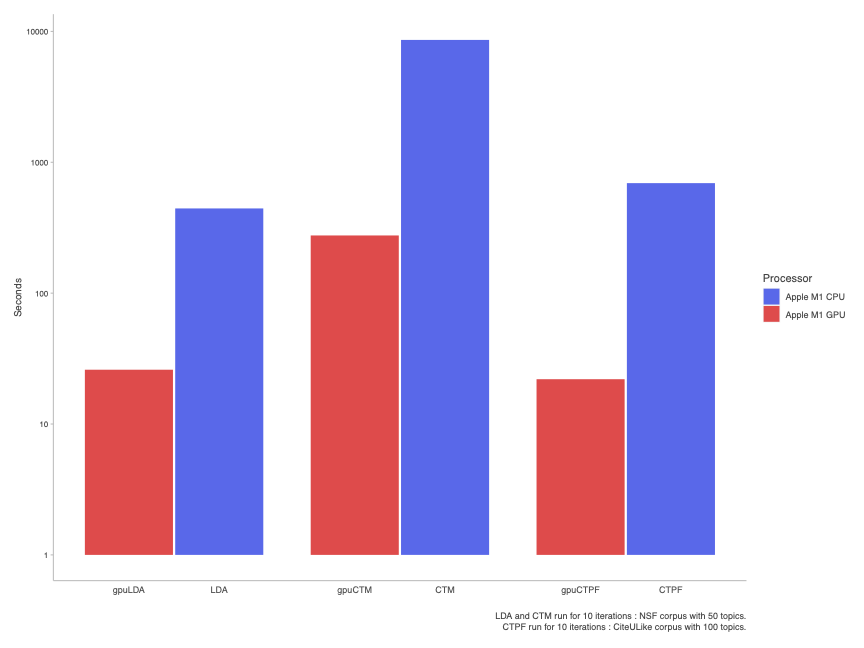 10000
1000
100
10
1
Seconds
gpuLDA LDA gpuCTM CTM gpuCTPF CTPF
Processor
Apple M1 CPU
Apple M1 GPU
LDA and CTM run for 10 iterations : NSF corpus with 50 topics.
CTPF run for 10 iterations : CiteULike corpus with 100 topics.